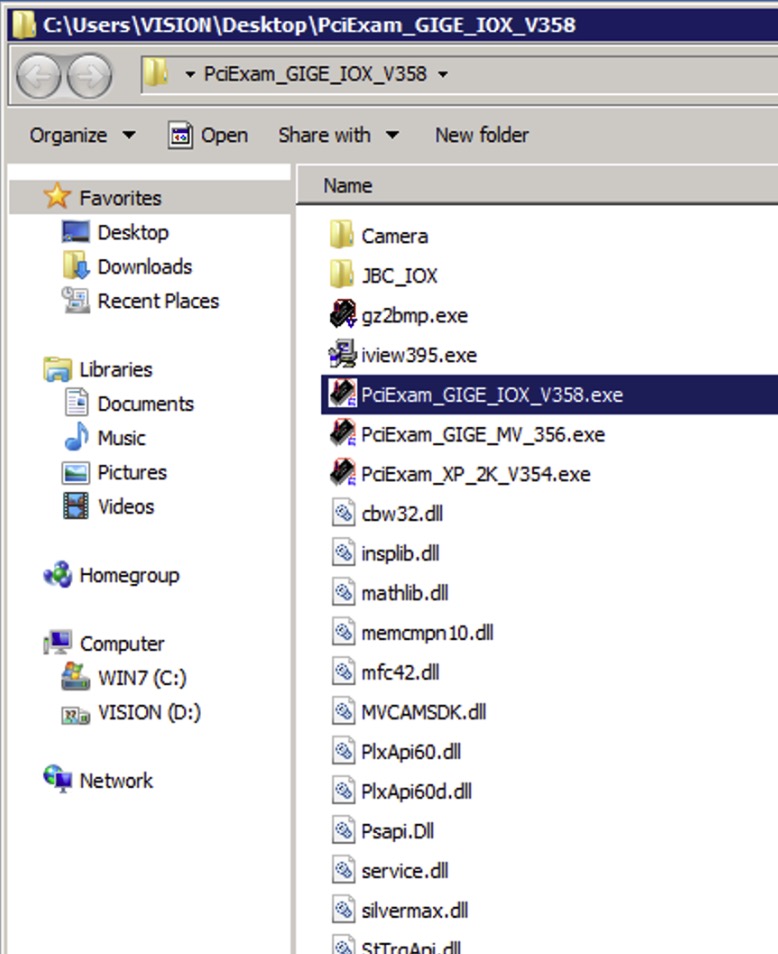 C:\Users\VISION\Desktop\PciExam_GIGE_IOX_V358
PciExam_GIGE_IOX_V358
Organize Open Share with New folder
Favorites
Desktop
Downloads
Recent Places
Libraries
Documents
Music
Pictures
Videos
Homegroup
Computer
WIN7 (C:)
VISION (D:)
Network
Name
Camera
JBC_IOX
gz2bmp.exe
iview395.exe
PciExam_GIGE_IOX_V358.exe
PciExam_GIGE_MV_356.exe
PciExam_XP_2K_V354.exe
cbw32.dll
insplib.dll
mathlib.dll
memcmpn10.dll
mfc42.dll
MVCAMSDK.dll
PlxApi60.dll
PlxApi60d.dll
Psapi.Dll
service.dll
silvermax.dll
StTrgApi.dll